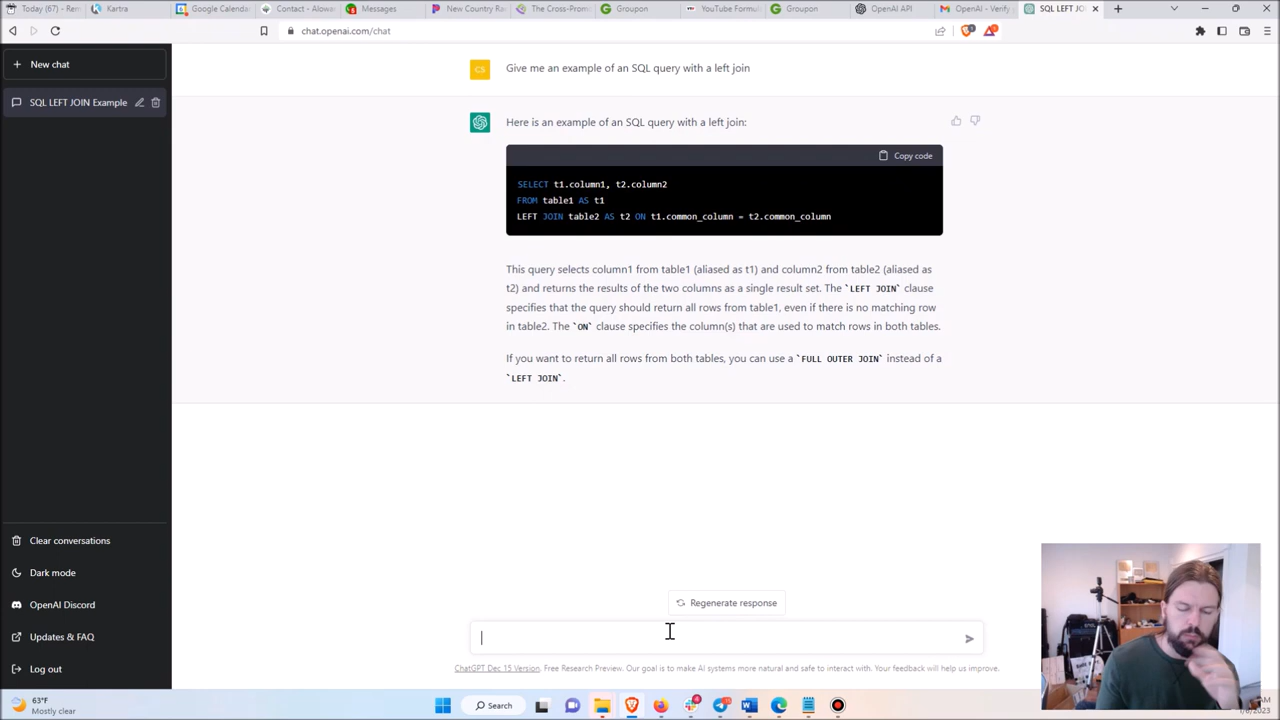 Today (67) - Rem
Kartra
Google Calenda
Contact - Alowa
Messages
New Country Ra
The Cross-Prom
Groupon
YouTube Formu
Groupon
OpenAI API
OpenAI - Verify
SQL LEFT JO
chat.openai.com/chat
New chat
SQL LEFT JOIN Example
CS
Give me an example of an SQL query with a left join
Here is an example of an SQL query with a left join:
Copy code
SELECT t1.column1, t2.column2
FROM table1 AS t1
LEFT JOIN table2 AS t2 ON t1.common_column = t2.common_column
This query selects column1 from table1 (aliased as t1) and column2 from table2 (aliased as
t2) and returns the results of the two columns as a single result set. The `LEFT JOIN` clause
specifies that the query should return all rows from table1, even if there is no matching row
in table2. The `ON` clause specifies the column(s) that are used to match rows in both tables.
If you want to return all rows from both tables, you can use a `FULL OUTER JOIN` instead of a
`LEFT JOIN`.
Clear conversations
Dark mode
OpenAI Discord
Updates & FAQ
Log out
Regenerate response
ChatGPT Dec 15 Version. Free Research Preview. Our goal is to make AI systems more natural and safe to interact with. Your feedback will help us improve.
63°F
Mostly clear
Search